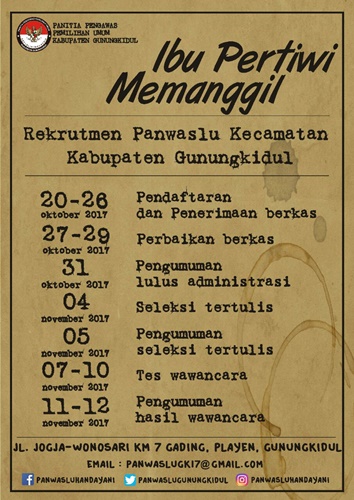 PANITIA PENGAWAS
PEMILIHAN UMUM
KABUPATEN GUNUNGKIDUL
Ibu Pertiwi
Memanggil
Rekrutmen Panwaslu Kecamatan
Kabupaten Gunungkidul
20-26
oktober 2017
Pendaftaran
dan Penerimaan berkas
27-29
oktober 2017
Perbaikan berkas
31
oktober 2017
Pengumuman
lulus administrasi
04
november 2017
Seleksi tertulis
05
november 2017
Pengumuman
seleksi tertulis
07-10
november 2017
Tes wawancara
11-12
november 2017
Pengumuman
hasil wawancara
JL. JOGJA-WONOSARI KM 7 GADING, PLAYEN, GUNUNGKIDUL
EMAIL : PANWASLUGK17@GMAIL.COM
PANWASLUHANDAYANI PANWASLUGUNUNGKIDUL PANWASLUHANDAYANI